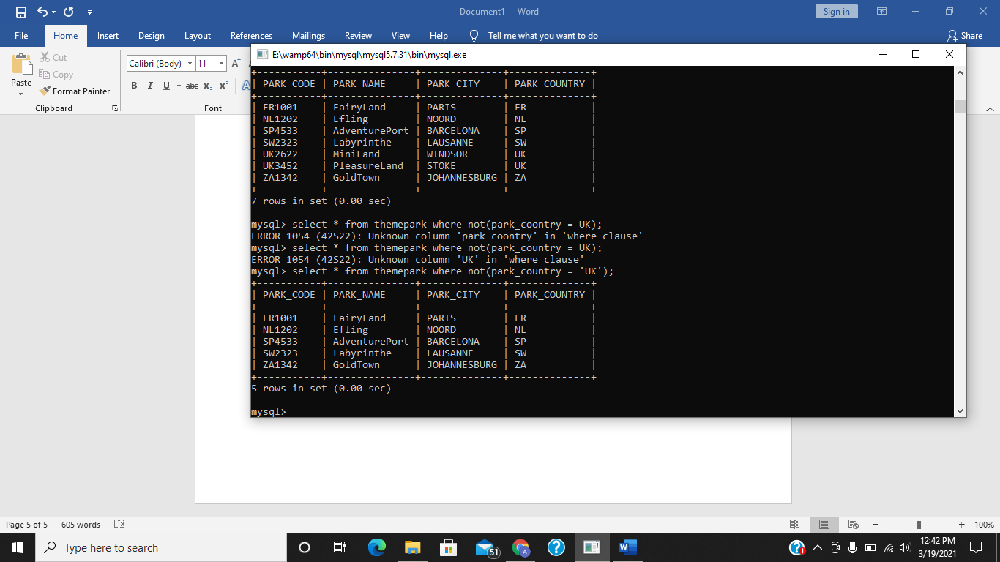 Document1 - Word
Sign in
File Home Insert Design Layout References Mailings Review View Help Tell me what you want to do Share
Paste
Cut
Copy
Format Painter
Clipboard
Calibri (Body) 11
B I U abc x₂ x²
Font
E:\wamp64\bin\mysql\mysql5.7.31\bin\mysql.exe
+-----------+---------------+--------------+--------------+
| PARK_CODE | PARK_NAME     | PARK_CITY    | PARK_COUNTRY |
+-----------+---------------+--------------+--------------+
| FR1001    | FairyLand     | PARIS        | FR           |
| NL1202    | Efling        | NOORD        | NL           |
| SP4533    | AdventurePort | BARCELONA    | SP           |
| SW2323    | Labyrinthe    | LAUSANNE     | SW           |
| UK2622    | MiniLand      | WINDSOR      | UK           |
| UK3452    | PleasureLand  | STOKE        | UK           |
| ZA1342    | GoldTown      | JOHANNESBURG | ZA           |
+-----------+---------------+--------------+--------------+
7 rows in set (0.00 sec)
mysql> select * from themepark where not(park_coontry = UK);
ERROR 1054 (42S22): Unknown column 'park_coontry' in 'where clause'
mysql> select * from themepark where not(park_country = UK);
ERROR 1054 (42S22): Unknown column 'UK' in 'where clause'
mysql> select * from themepark where not(park_country = 'UK');
+-----------+---------------+--------------+--------------+
| PARK_CODE | PARK_NAME     | PARK_CITY    | PARK_COUNTRY |
+-----------+---------------+--------------+--------------+
| FR1001    | FairyLand     | PARIS        | FR           |
| NL1202    | Efling        | NOORD        | NL           |
| SP4533    | AdventurePort | BARCELONA    | SP           |
| SW2323    | Labyrinthe    | LAUSANNE     | SW           |
| ZA1342    | GoldTown      | JOHANNESBURG | ZA           |
+-----------+---------------+--------------+--------------+
5 rows in set (0.00 sec)
mysql>
Page 5 of 5 605 words 100%
Type here to search
51
12:42 PM
3/19/2021